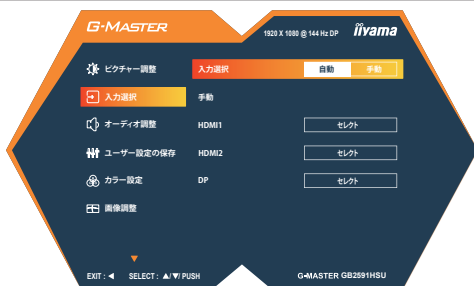 G-MASTER
1920 X 1080 @ 144 Hz DP
iiyama
ピクチャー調整
入力選択
自動
手動
入力選択
手動
オーディオ調整
HDMI1
セレクト
ユーザー設定の保存
HDMI2
セレクト
カラー設定
DP
セレクト
画像調整
EXIT : ◀
SELECT : ▲/▼/ PUSH
G-MASTER GB2591HSU